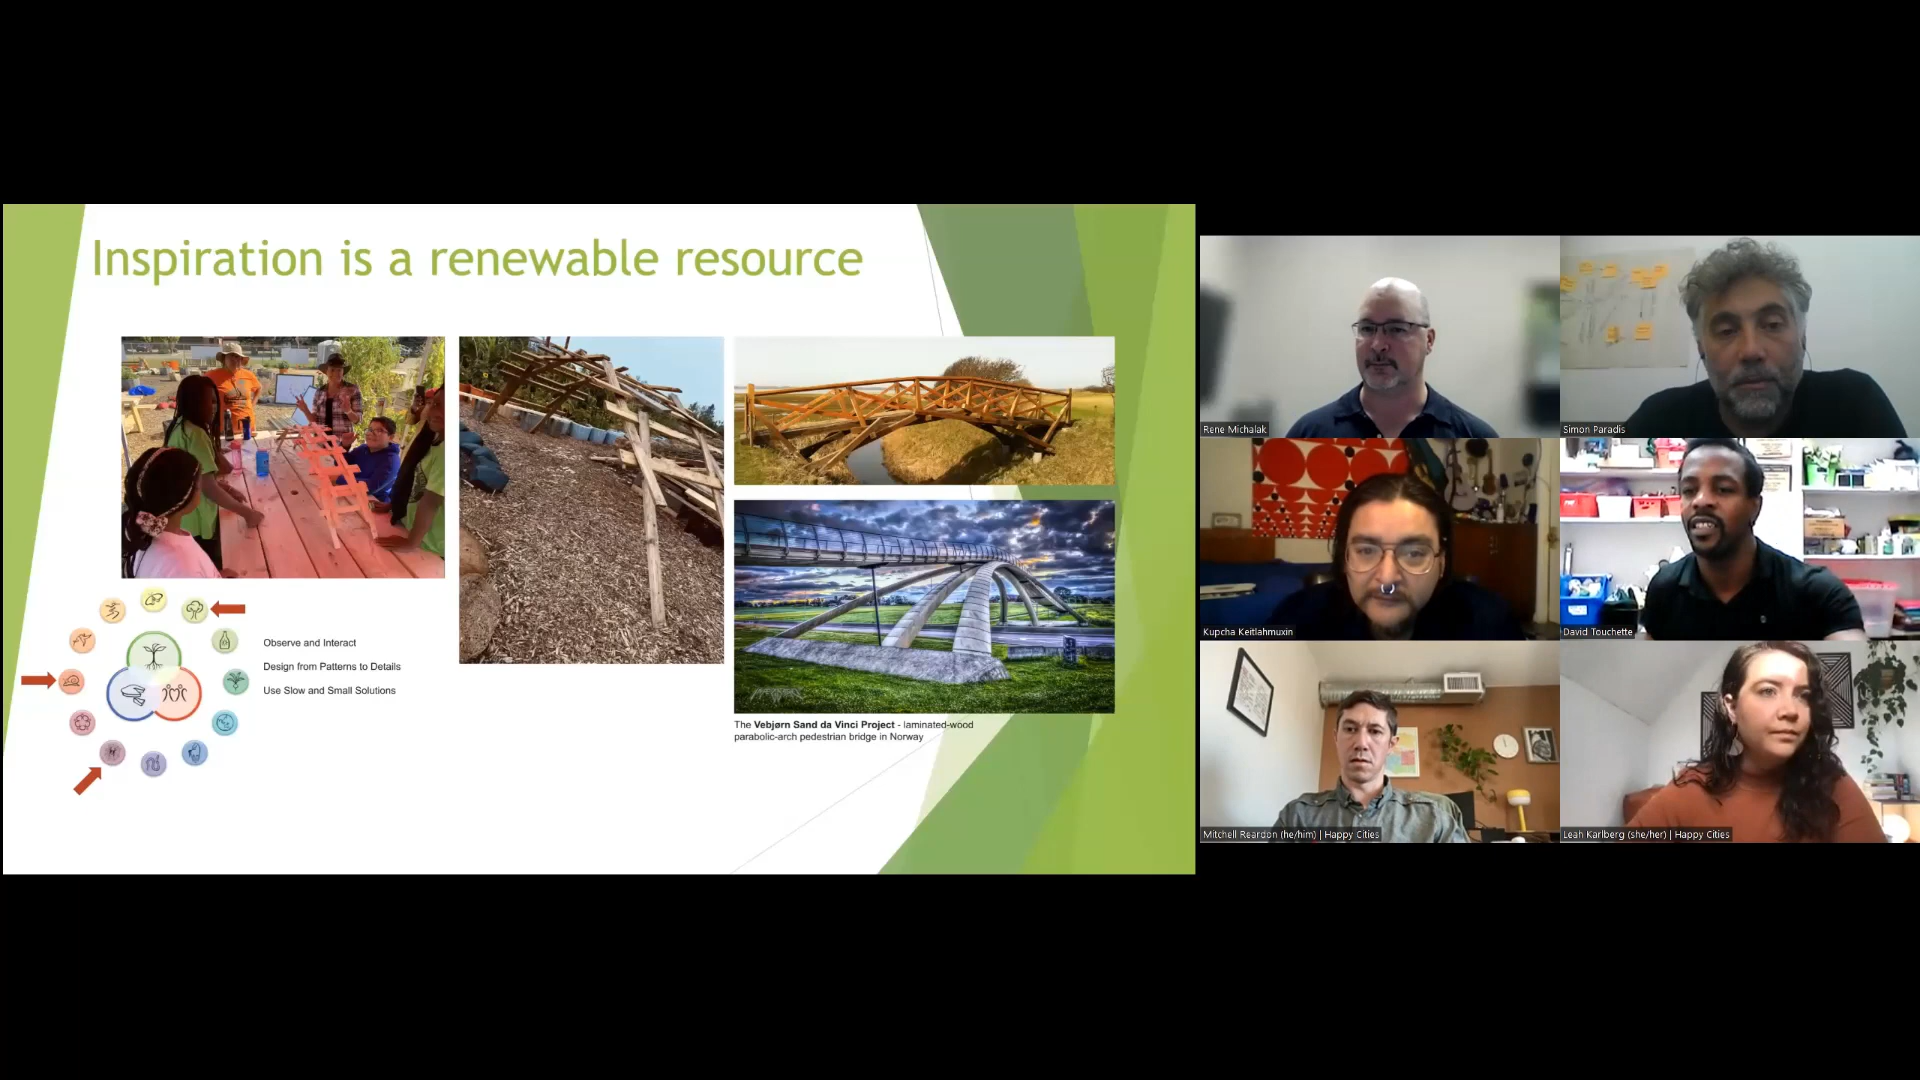 Inspiration is a renewable resource
Observe and Interact
Design from Patterns to Details
Use Slow and Small Solutions
The Vebjørn Sand da Vinci Project - laminated-wood
parabolic-arch pedestrian bridge in Norway
Rene Michalak
Simon Paradis
Kupcha Keitlahmuxin
David Touchette
Mitchell Reardon (he/him) | Happy Cities
Leah Karlberg (she/her) | Happy Cities